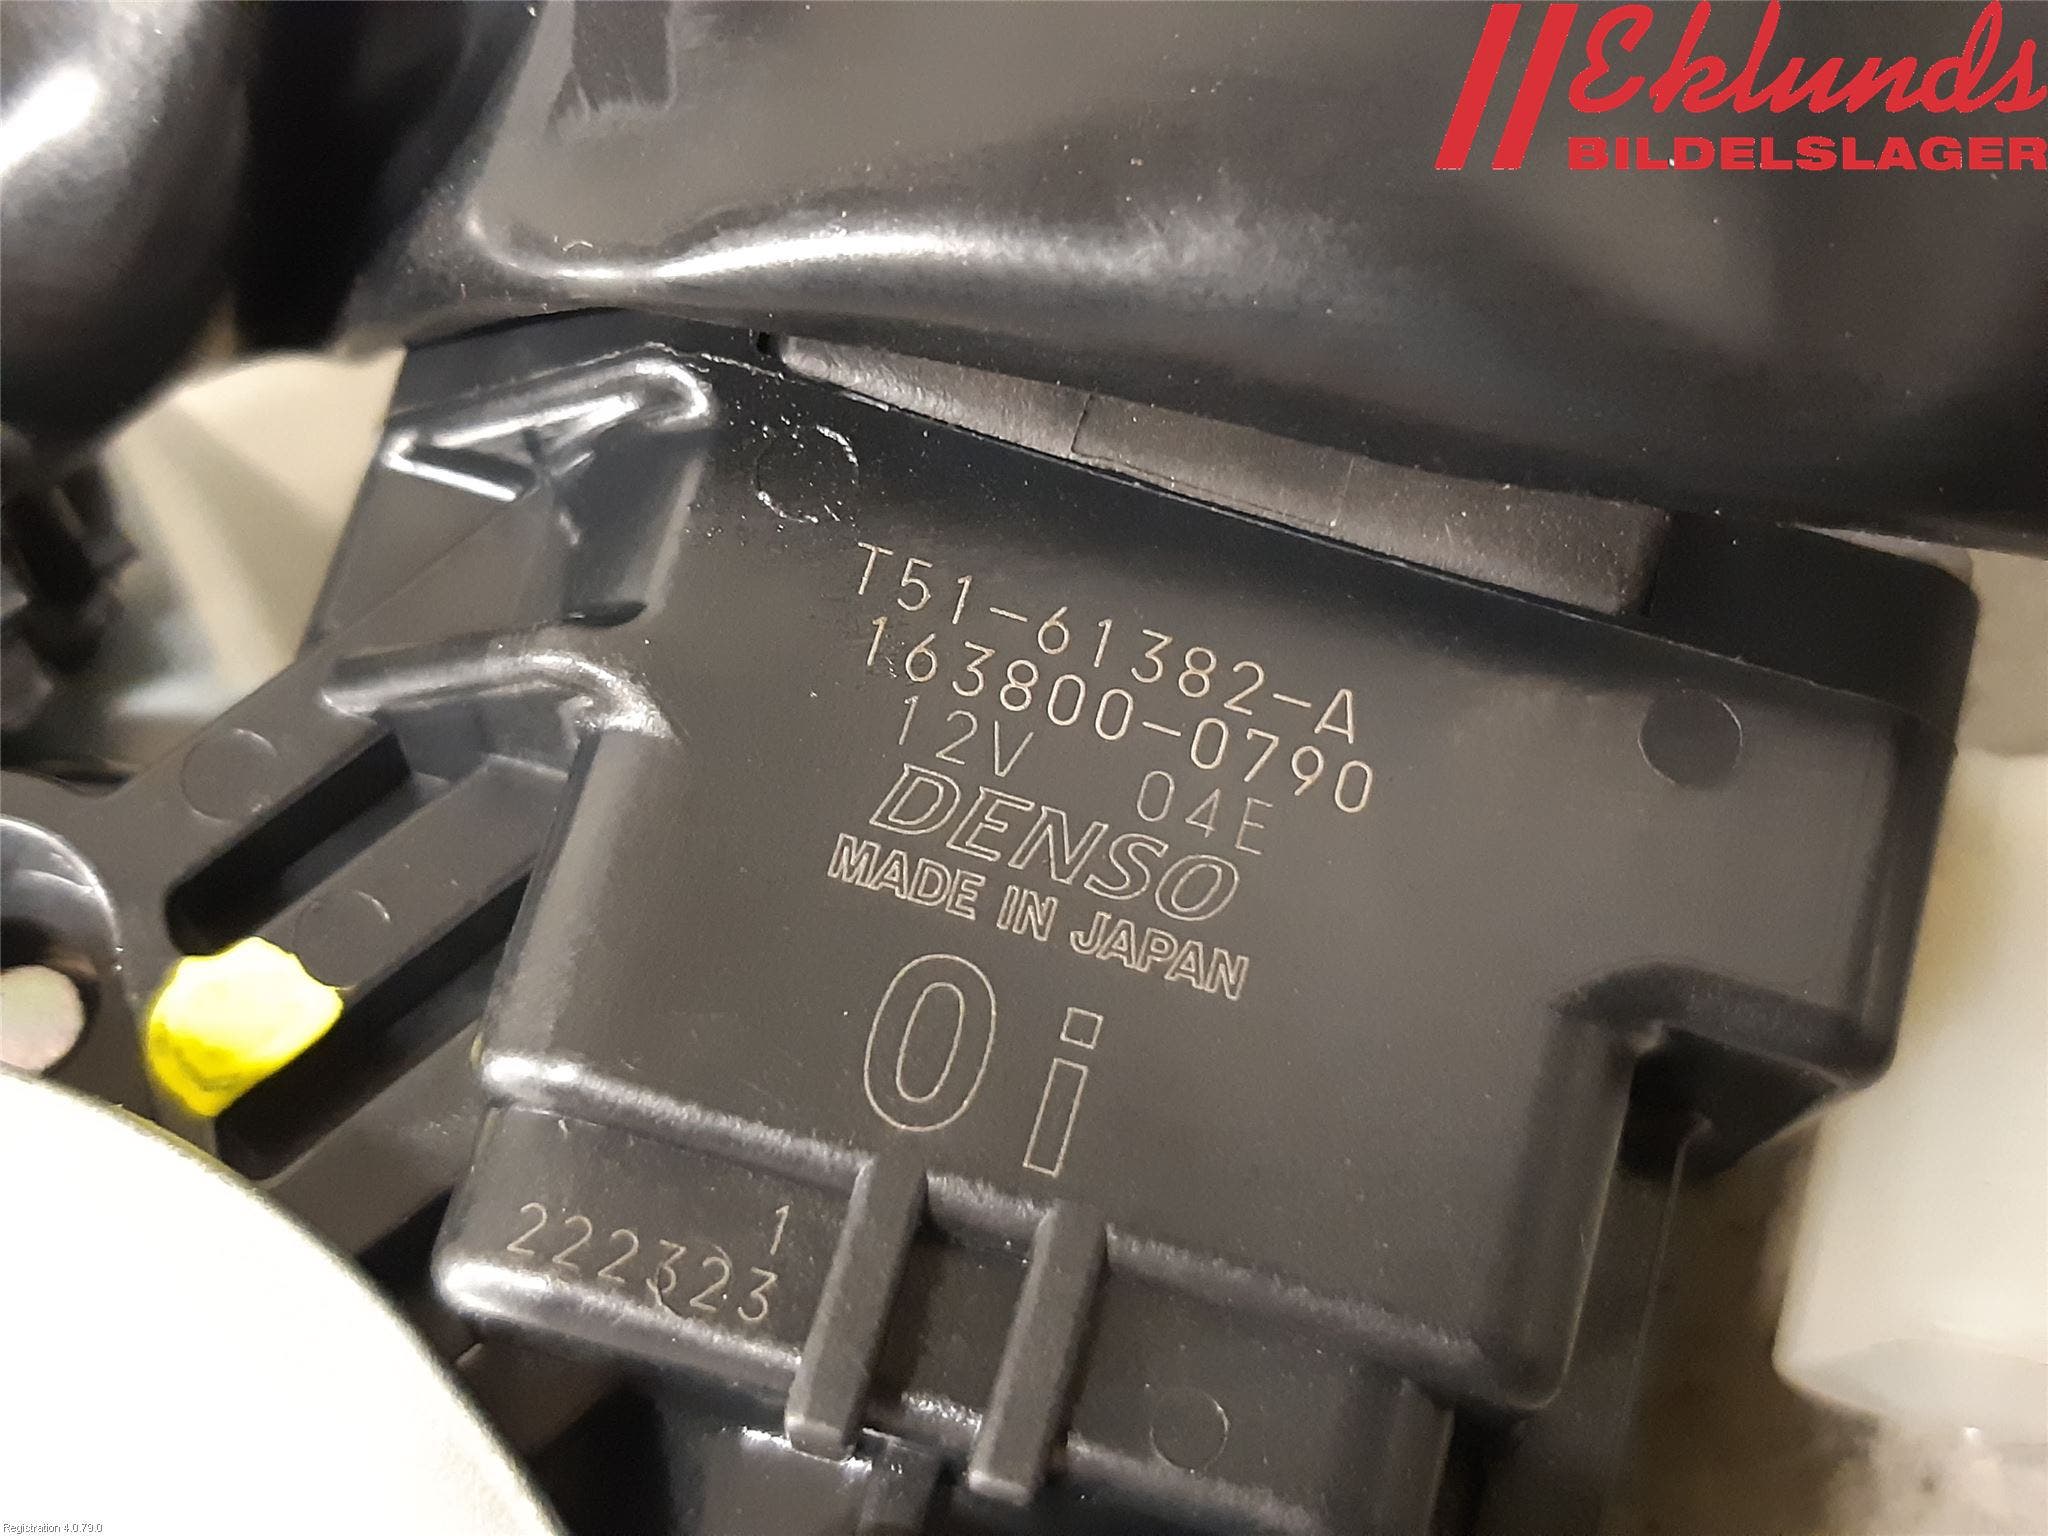 Eklunds
BILDELSLAGER
T51-61382-A
163800-0790
12V 04E
DENSO
MADE IN JAPAN
0i
1
222323
Registration 4.0.79.0